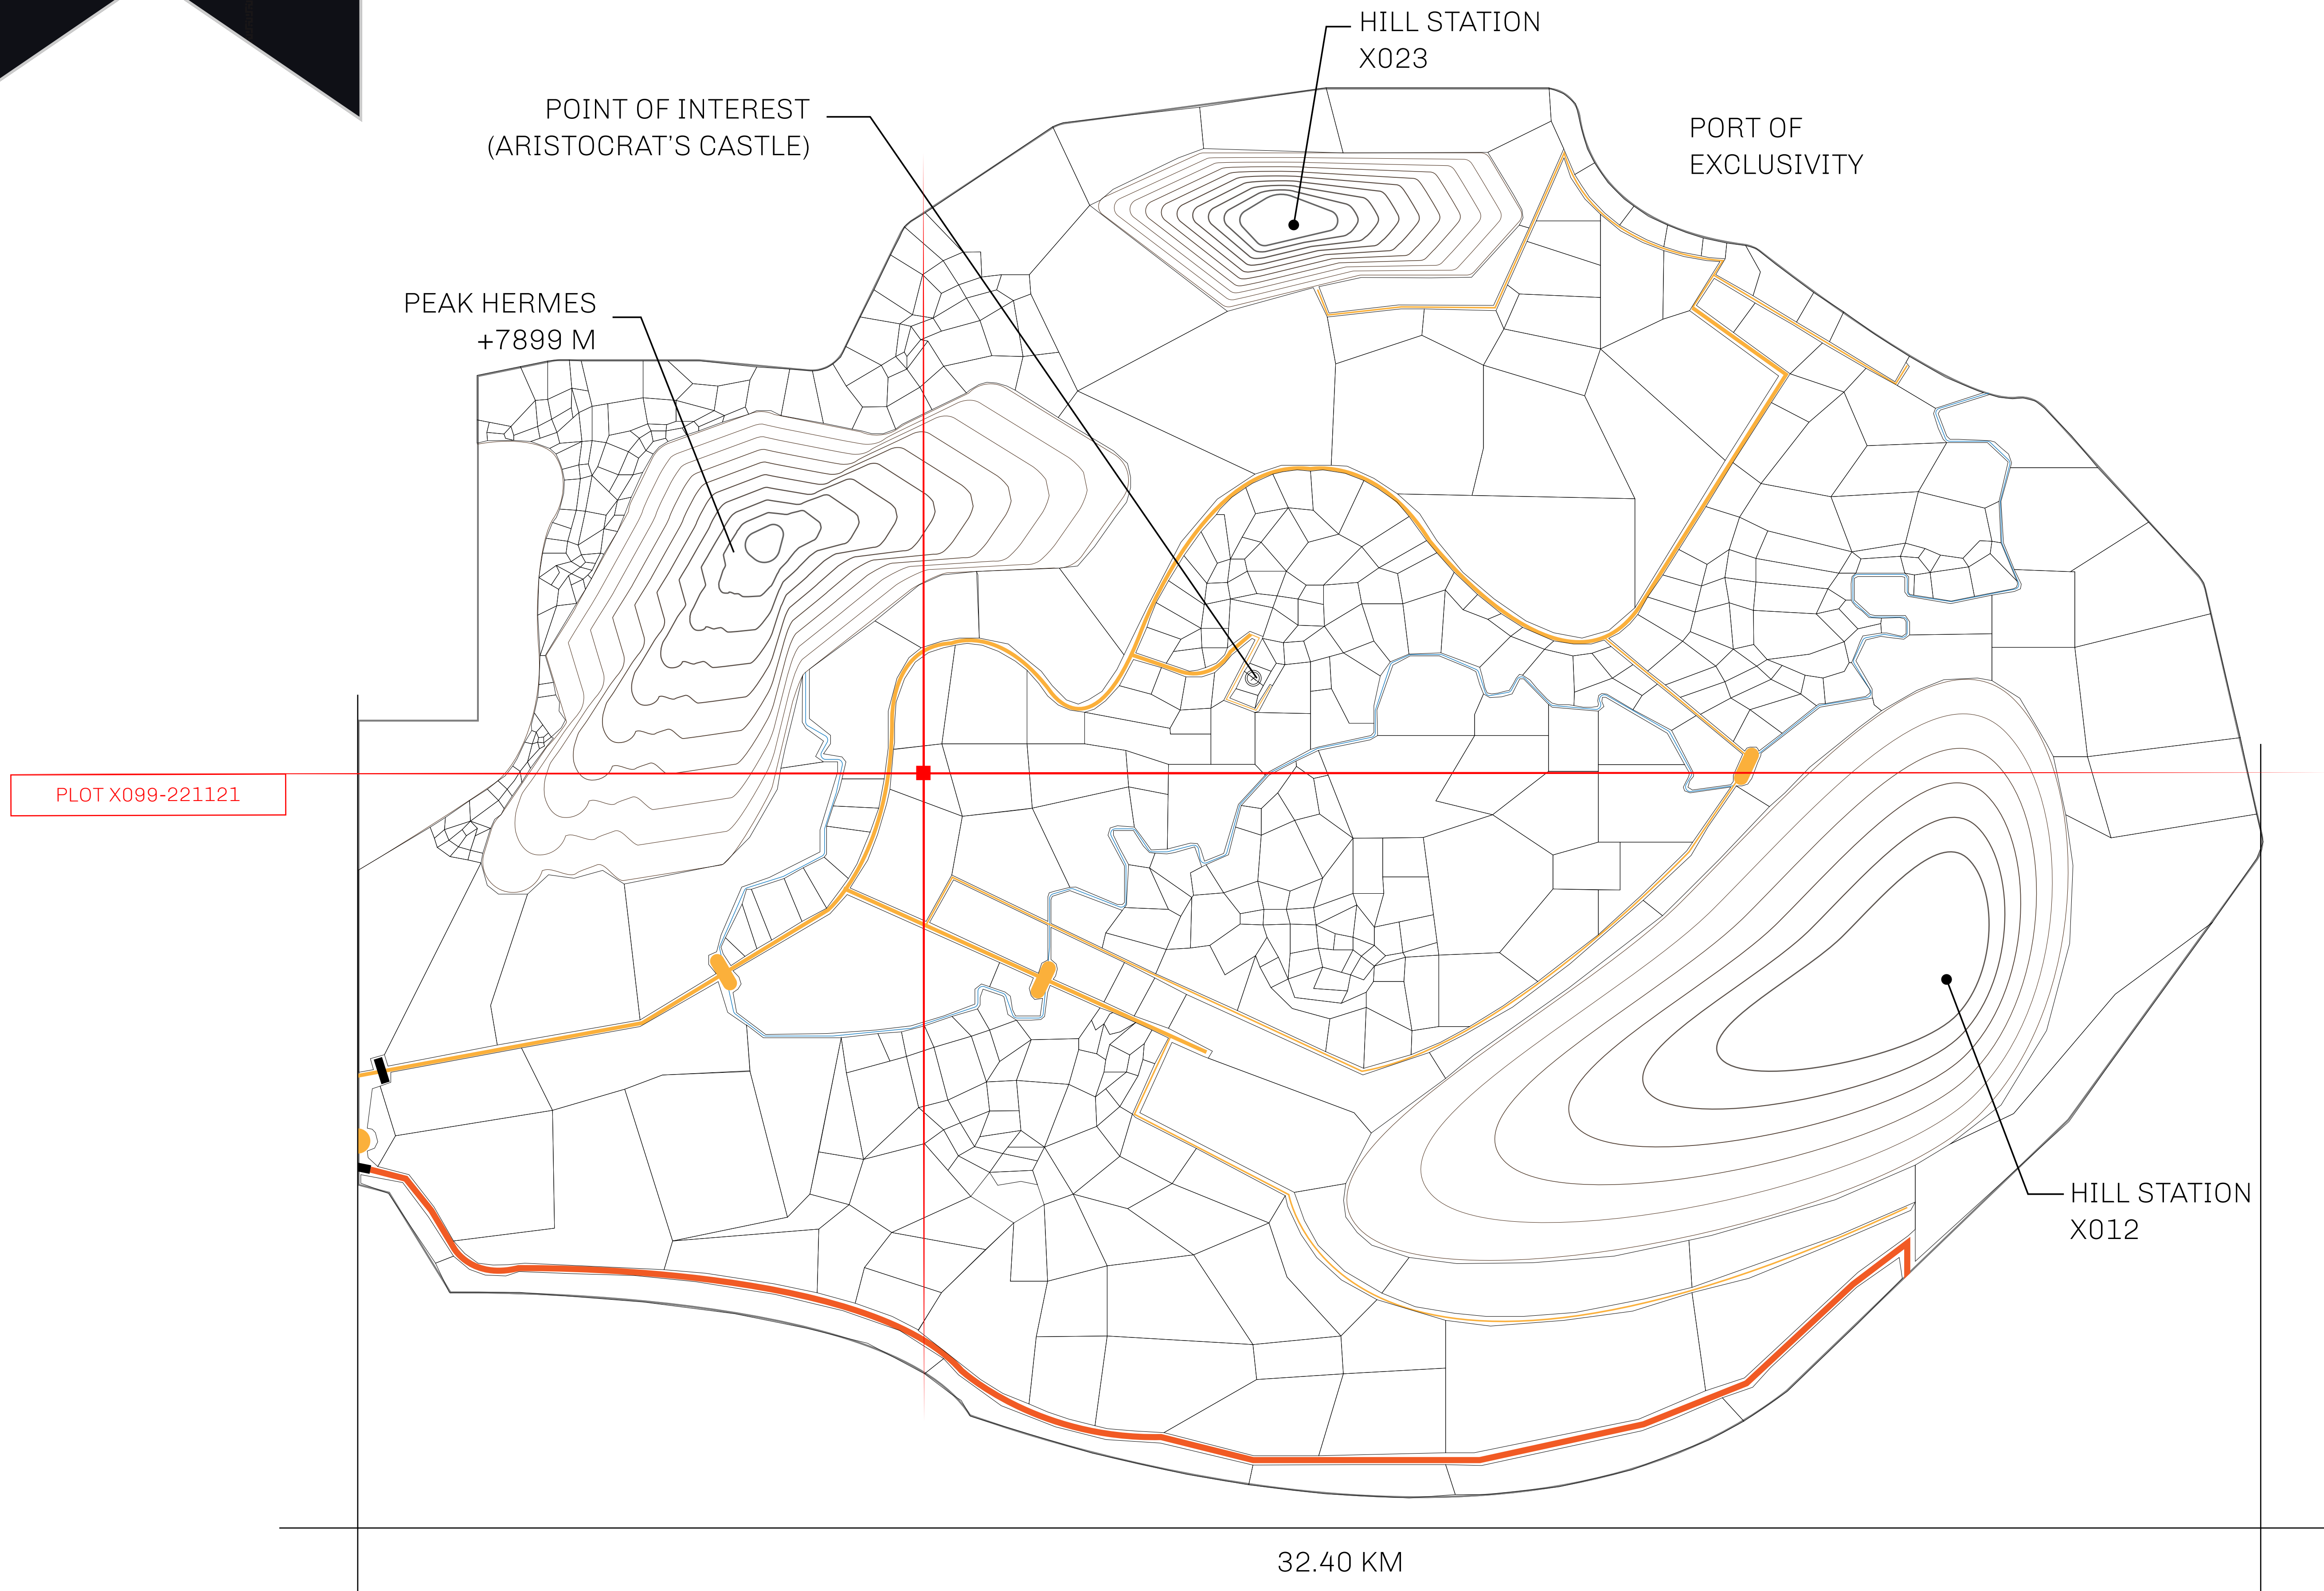 HILL STATION
X023
POINT OF INTEREST
(ARISTOCRAT'S CASTLE)
PORT OF
EXCLUSIVITY
PEAK HERMES
+7899 M
PLOT X099-221121
HILL STATION
X012
32.40 KM